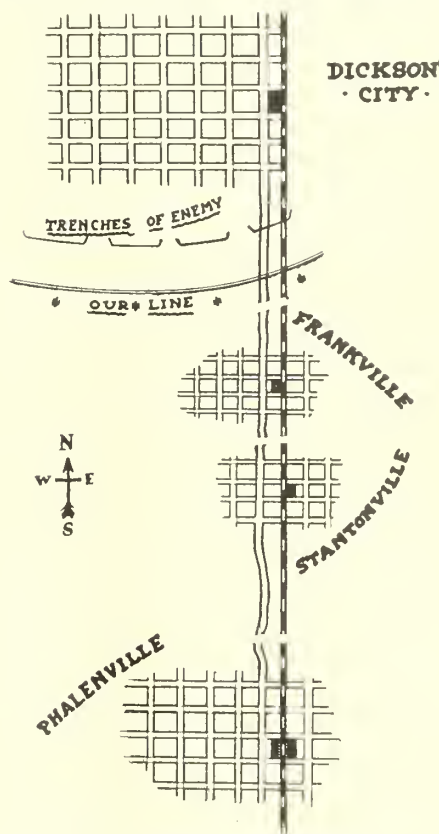 DICKSON
· CITY ·
TRENCHES OF ENEMY
OUR LINE
FRANKVILLE
N
W E
S
STANTONVILLE
PHALENVILLE